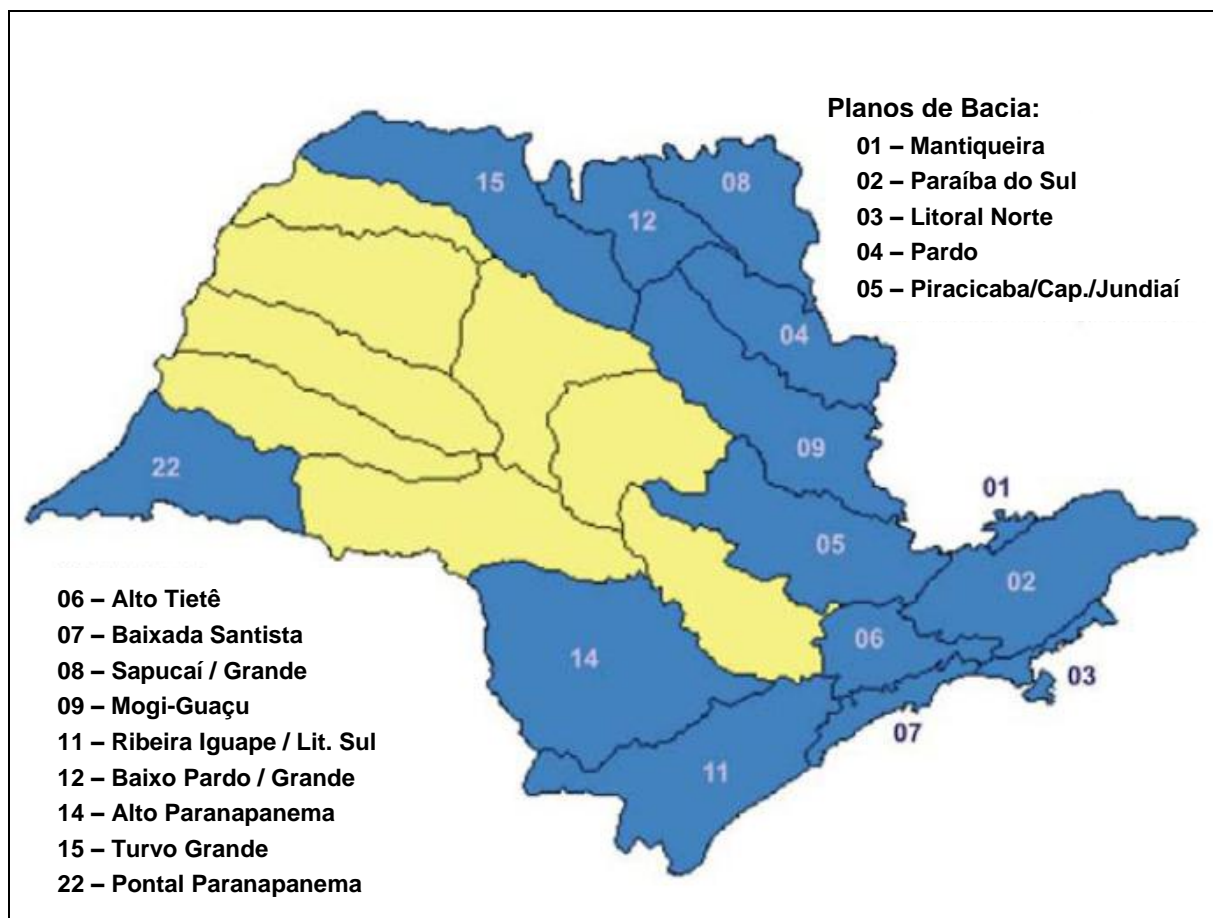 Planos de Bacia:
01 – Mantiqueira
02 – Paraíba do Sul
03 – Litoral Norte
04 – Pardo
05 – Piracicaba/Cap./Jundiaí
15
08
12
04
09
22
01
05
02
06
03
14
07
11
06 – Alto Tietê
07 – Baixada Santista
08 – Sapucaí / Grande
09 – Mogi-Guaçu
11 – Ribeira Iguape / Lit. Sul
12 – Baixo Pardo / Grande
14 – Alto Paranapanema
15 – Turvo Grande
22 – Pontal Paranapanema